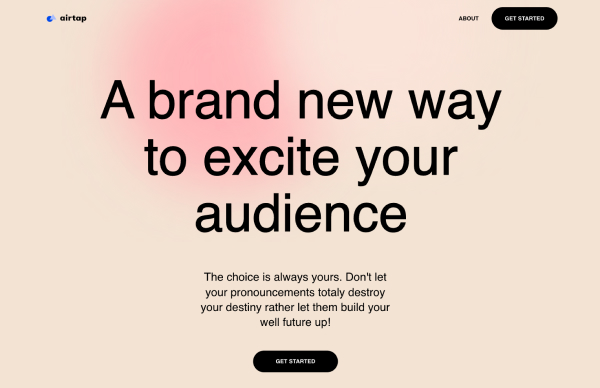 airtap
ABOUT
GET STARTED
A brand new way
to excite your
audience
The choice is always yours. Don't let
your pronouncements totaly destroy
your destiny rather let them build your
well future up!
GET STARTED